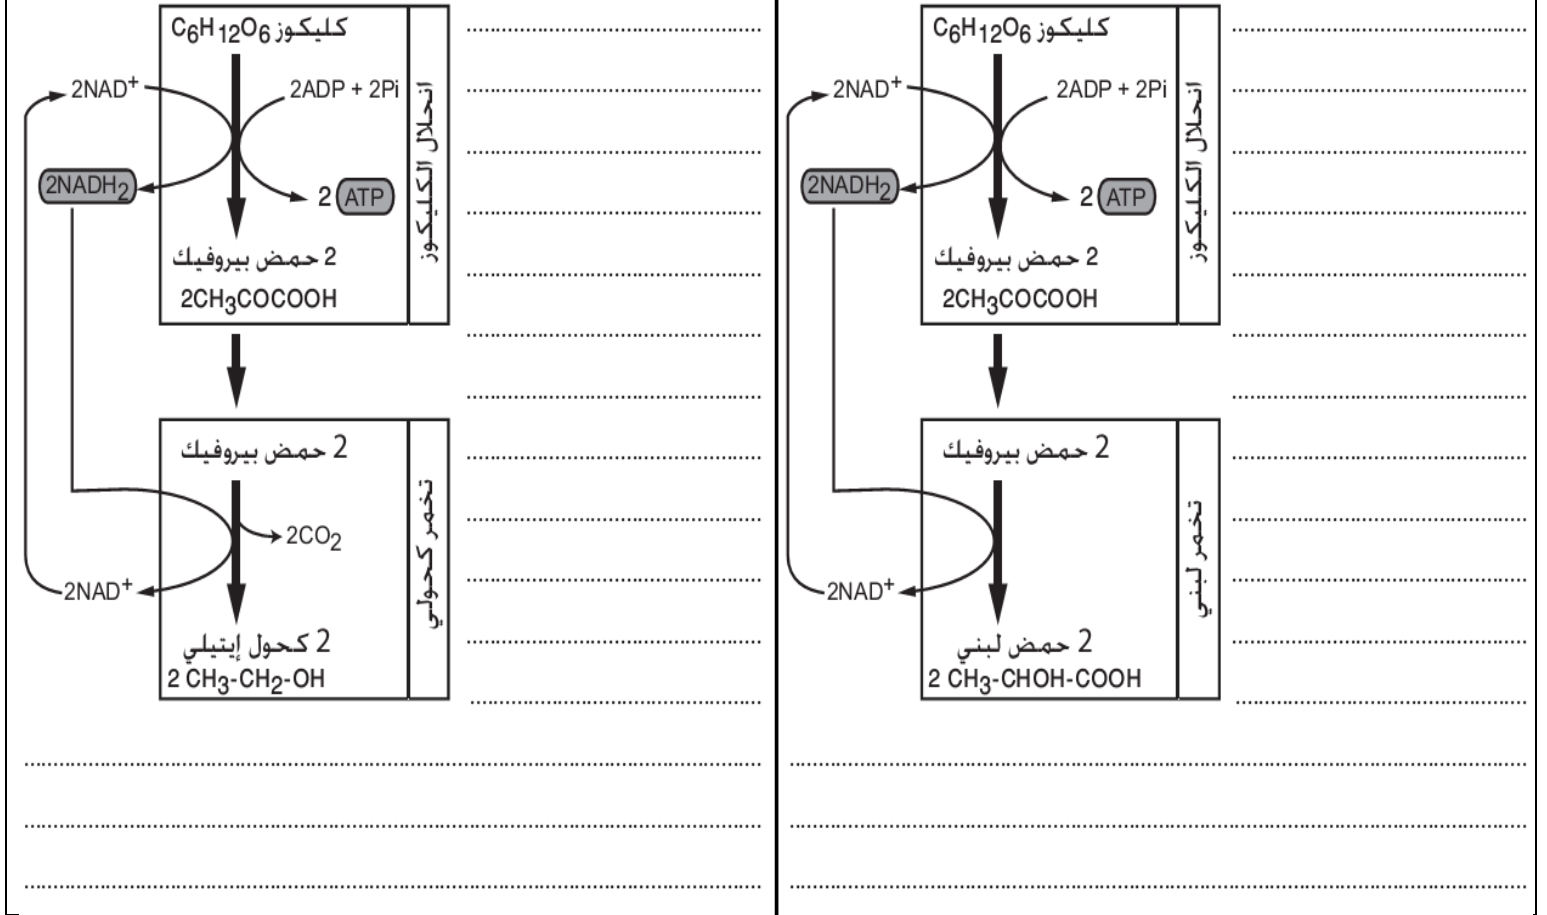 كليكوز C6H12O6
2NAD+
2ADP + 2Pi
2NADH2
2 ATP
2 حمض بيروفيك
2CH3COCOOH
انحلال الكليكوز
2 حمض بيروفيك
2CO2
2NAD+
2 كحول إيتيلي
2 CH3-CH2-OH
تخمر كحولي
كليكوز C6H12O6
2NAD+
2ADP + 2Pi
2NADH2
2 ATP
2 حمض بيروفيك
2CH3COCOOH
انحلال الكليكوز
2 حمض بيروفيك
2NAD+
2 حمض لبني
2 CH3-CHOH-COOH
تخمر لبني